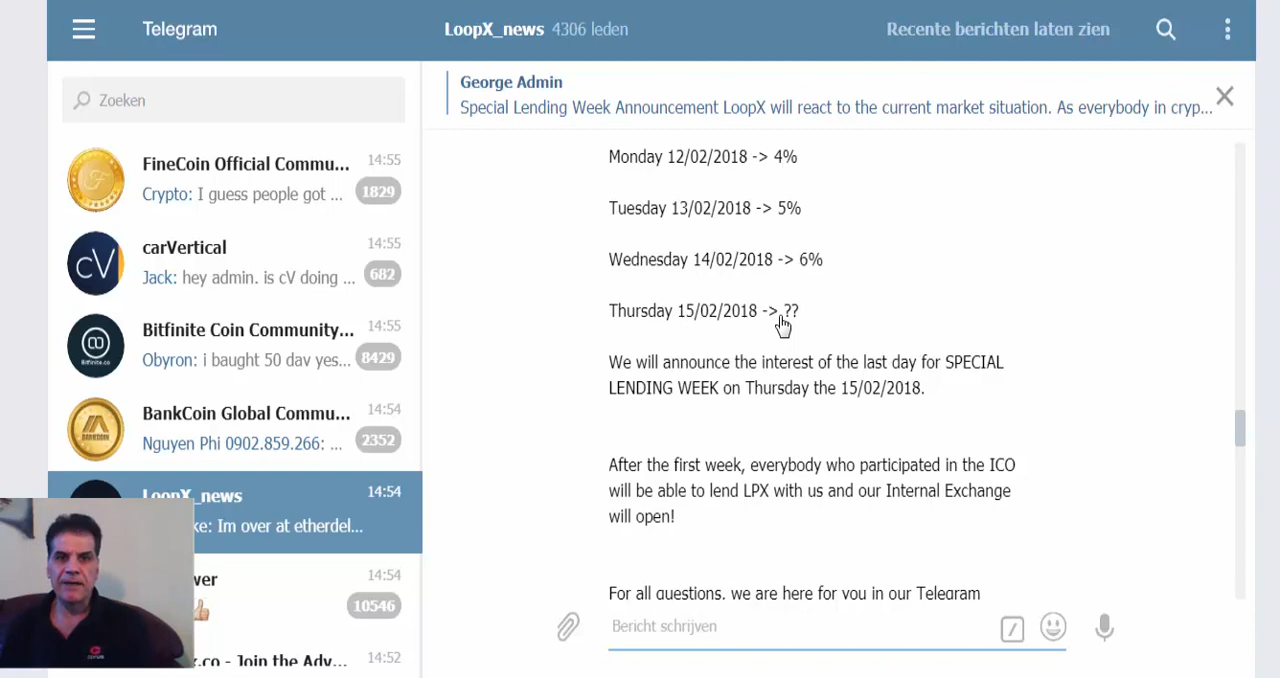 Telegram
LoopX_news 4306 leden
Recente berichten laten zien
Zoeken
FineCoin Official Commu... 14:55
Crypto: I guess people got ... 1829
carVertical 14:55
Jack: hey admin. is cV doing ... 682
Bitfinite Coin Community... 14:55
Obyron: i baught 50 dav yes... 8429
BankCoin Global Commu... 14:54
Nguyen Phi 0902.859.266: ... 2352
LoopX_news 14:54
ke: Im over at etherdel...
14:54
10546
.co - Join the Adv... 14:52
George Admin
Special Lending Week Announcement LoopX will react to the current market situation. As everybody in cryp...
Monday 12/02/2018 -> 4%
Tuesday 13/02/2018 -> 5%
Wednesday 14/02/2018 -> 6%
Thursday 15/02/2018 -> ??
We will announce the interest of the last day for SPECIAL
LENDING WEEK on Thursday the 15/02/2018.
After the first week, everybody who participated in the ICO
will be able to lend LPX with us and our Internal Exchange
will open!
For all questions, we are here for you in our Telegram
Bericht schrijven